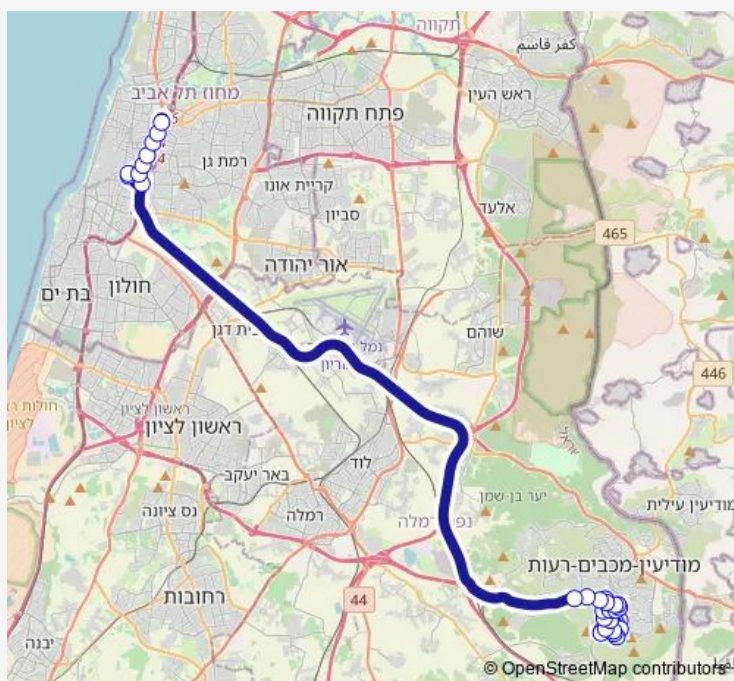 תקווה
כפר קאסם
מחוז תל אביב
ראש העין
פתח תקווה
רמת גן
קריית אונו
אלעד
סביון
465
אור יהודה
חולון
בת ים
בית דגן
שוהם
446
ראשון לציון
ראשון לציון
לוד
באר יעקב
יער בן-שמן
מודיעין עילית
נס ציונה
רמלה
מודיעין-מכבים-רעות
רחובות
44
יבנה
© OpenStreetMap contributors